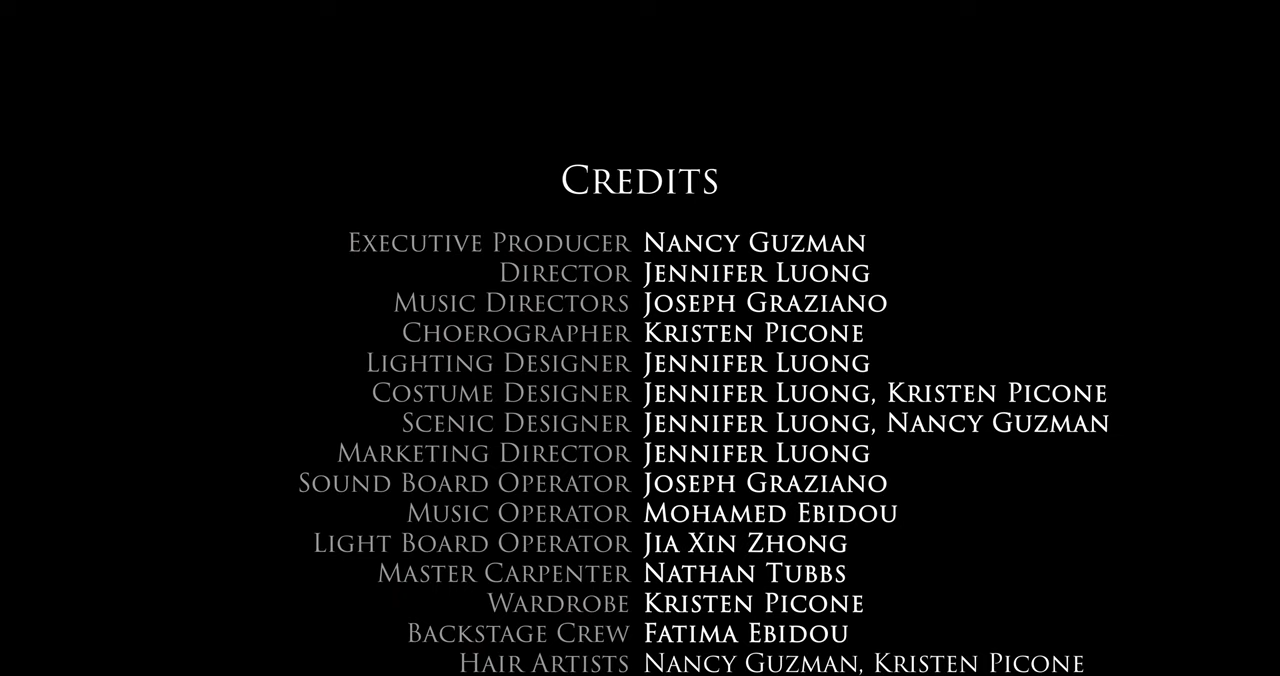 Credits
Executive Producer Nancy Guzman
Director Jennifer Luong
Music Directors Joseph Graziano
Choerographer Kristen Picone
Lighting Designer Jennifer Luong
Costume Designer Jennifer Luong, Kristen Picone
Scenic Designer Jennifer Luong, Nancy Guzman
Marketing Director Jennifer Luong
Sound Board Operator Joseph Graziano
Music Operator Mohamed Ebidou
Light Board Operator Jia Xin Zhong
Master Carpenter Nathan Tubbs
Wardrobe Kristen Picone
Backstage Crew Fatima Ebidou
Hair Artists Nancy Guzman, Kristen Picone